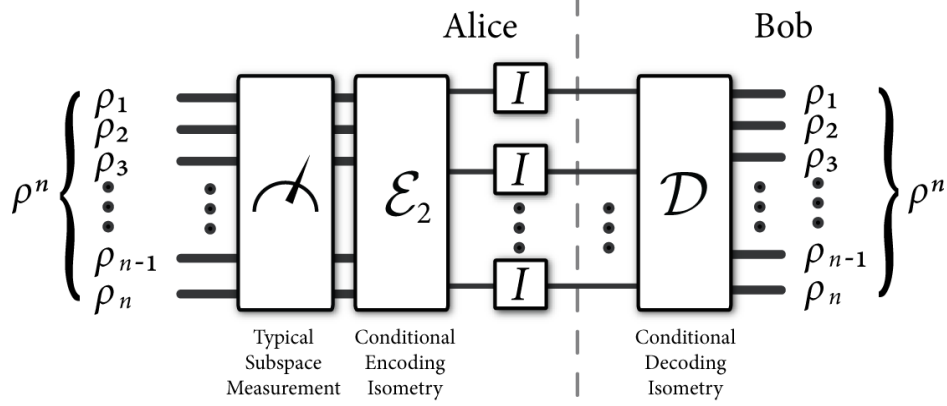 Alice
Bob
ρ1
ρ2
ρ3
ρn-1
ρn
ρⁿ
I
I
I
ℰ2
𝒟
ρ1
ρ2
ρ3
ρn-1
ρn
ρⁿ
Typical
Subspace
Measurement
Conditional
Encoding
Isometry
Conditional
Decoding
Isometry